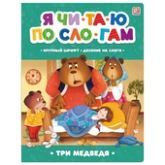 Я ЧИ-ТА-Ю
ПО СЛО-ГАМ
• КРУПНЫЙ ШРИФТ • ДЕЛЕНИЕ НА СЛОГИ •
• ТРИ МЕДВЕДЯ •